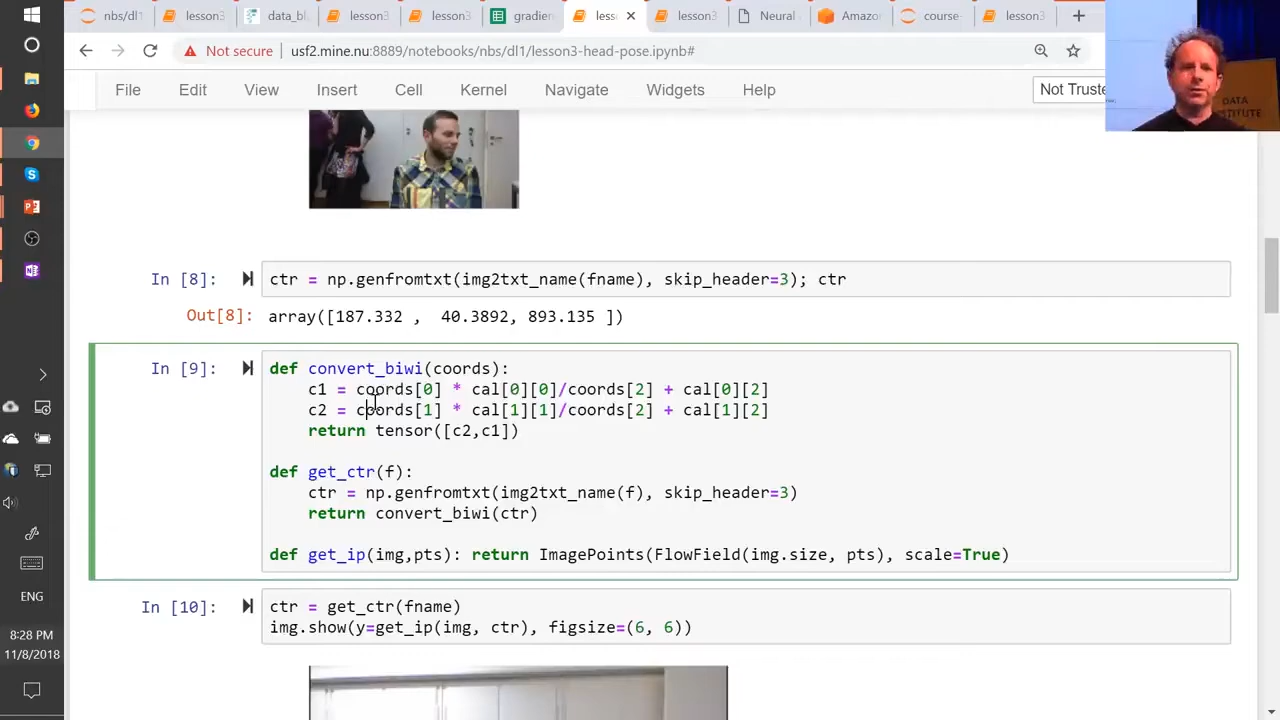 nbs/dl1
lesson3
data_bl
lesson3
lesson3
gradien
less
lesson3
Neural
Amazo
course-
lesson3
Not secure
usf2.mine.nu:8889/notebooks/nbs/dl1/lesson3-head-pose.ipynb#
File Edit View Insert Cell Kernel Navigate Widgets Help
Not Truste
DATA
INSTITUTE
In [8]: ctr = np.genfromtxt(img2txt_name(fname), skip_header=3); ctr
Out[8]: array([187.332 , 40.3892, 893.135 ])
In [9]: def convert_biwi(coords):
c1 = coords[0] * cal[0][0]/coords[2] + cal[0][2]
c2 = coords[1] * cal[1][1]/coords[2] + cal[1][2]
return tensor([c2,c1])
def get_ctr(f):
ctr = np.genfromtxt(img2txt_name(f), skip_header=3)
return convert_biwi(ctr)
def get_ip(img,pts): return ImagePoints(FlowField(img.size, pts), scale=True)
In [10]: ctr = get_ctr(fname)
img.show(y=get_ip(img, ctr), figsize=(6, 6))
ENG
8:28 PM
11/8/2018